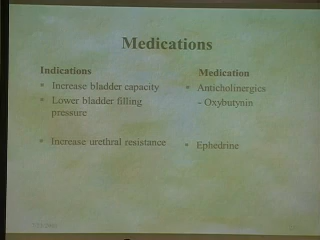 Medications
Indications
• Increase bladder capacity
• Lower bladder filling
pressure
• Increase urethral resistance
Medication
• Anticholinergics
– Oxybutynin
• Ephedrine